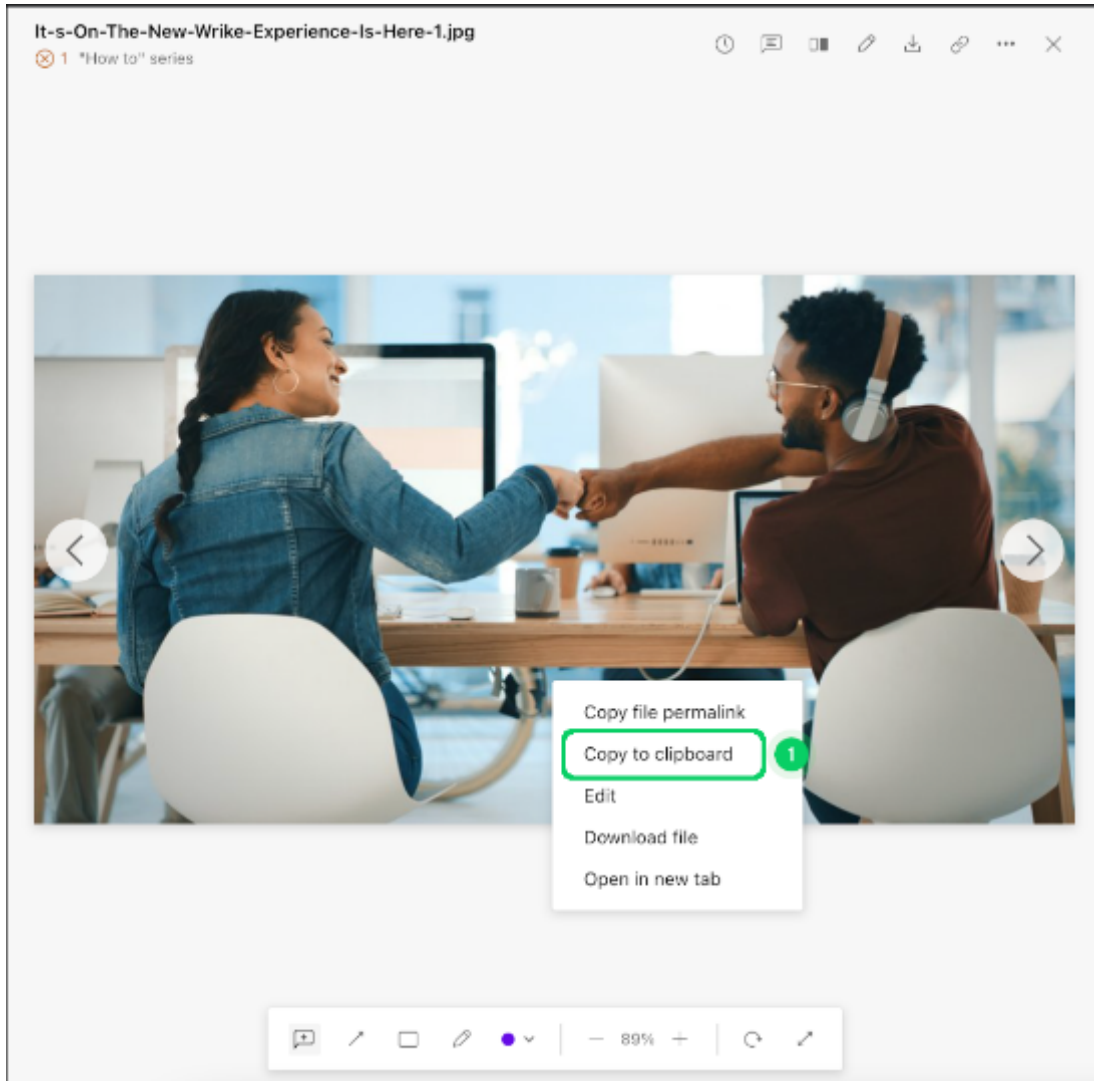 It-s-On-The-New-Wrike-Experience-Is-Here-1.jpg
1 "How to" series
Copy file permalink
Copy to clipboard
1
Edit
Download file
Open in new tab
89%